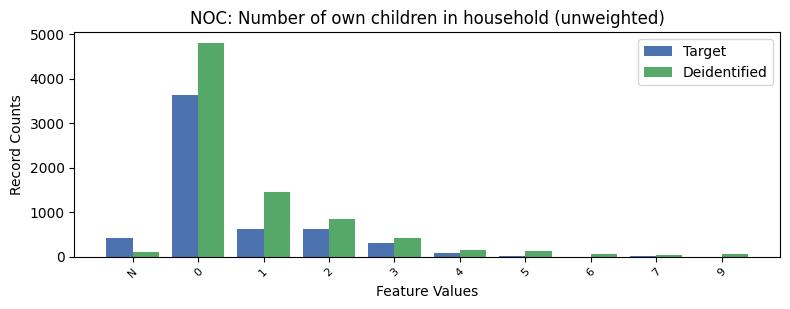 NOC: Number of own children in household (unweighted)
Target
Deidentified
Record Counts
5000
4000
3000
2000
1000
0
N 0 1 2 3 4 5 6 7 9
Feature Values